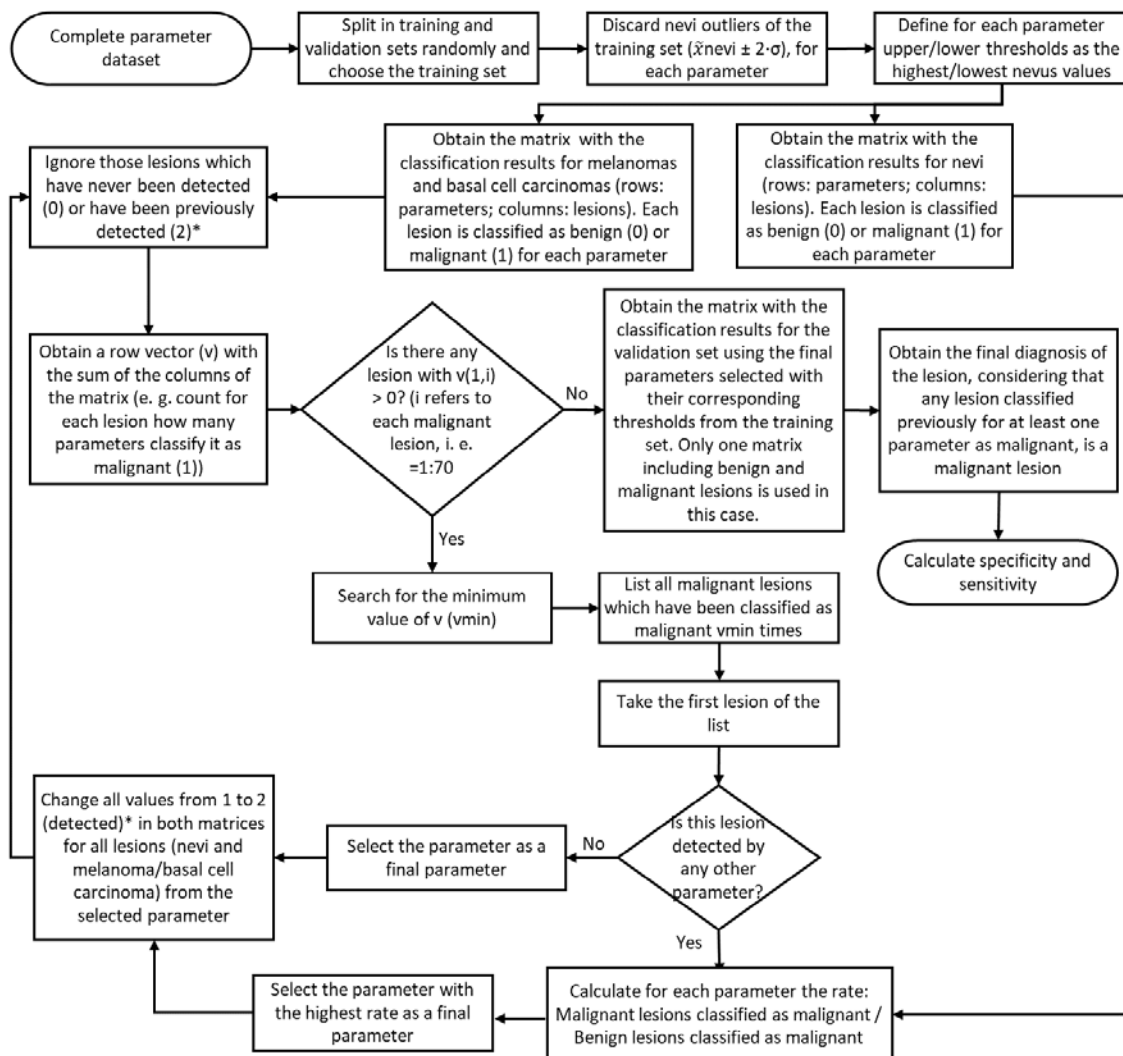 Complete parameter
dataset
Split in training and
validation sets randomly and
choose the training set
Discard nevi outliers of
the training set (x̃nevi ± 2·σ), for
each parameter
Define for each parameter
upper/lower thresholds as the
highest/lowest nevus values
Ignore those lesions which
have never been detected
(0) or have been previously
detected (2)*
Obtain the matrix with the
classification results for melanomas
and basal cell carcinomas (rows:
parameters; columns: lesions). Each
lesion is classified as benign (0) or
malignant (1) for each parameter
Obtain the matrix with the
classification results for nevi
(rows: parameters; columns:
lesions). Each lesion is classified
as benign (0) or malignant (1) for
each parameter
Obtain a row vector (v) with
the sum of the columns of
the matrix (e. g. count for
each lesion how many
parameters classify it as
malignant (1))
Is there any
lesion with v(1,i)
> 0? (i refers to
each malignant
lesion, i. e.
=1:70
No
Obtain the matrix with the
classification results for the
validation set using the final
parameters selected with
their corresponding
thresholds from the training
set. Only one matrix
including benign and
malignant lesions is used in
this case.
Obtain the final diagnosis of
the lesion, considering that
any lesion classified
previously for at least one
parameter as malignant, is a
malignant lesion
Calculate specificity and
sensitivity
Yes
Search for the minimum
value of v (vmin)
List all malignant lesions
which have been classified as
malignant vmin times
Take the first lesion of the
list
Is this lesion
detected by
any other
parameter?
No
Select the parameter as a
final parameter
Change all values from 1 to 2
(detected)* in both matrices
for all lesions (nevi and
melanoma/basal cell
carcinoma) from the
selected parameter
Yes
Calculate for each parameter the rate:
Malignant lesions classified as malignant /
Benign lesions classified as malignant
Select the parameter with
the highest rate as a final
parameter